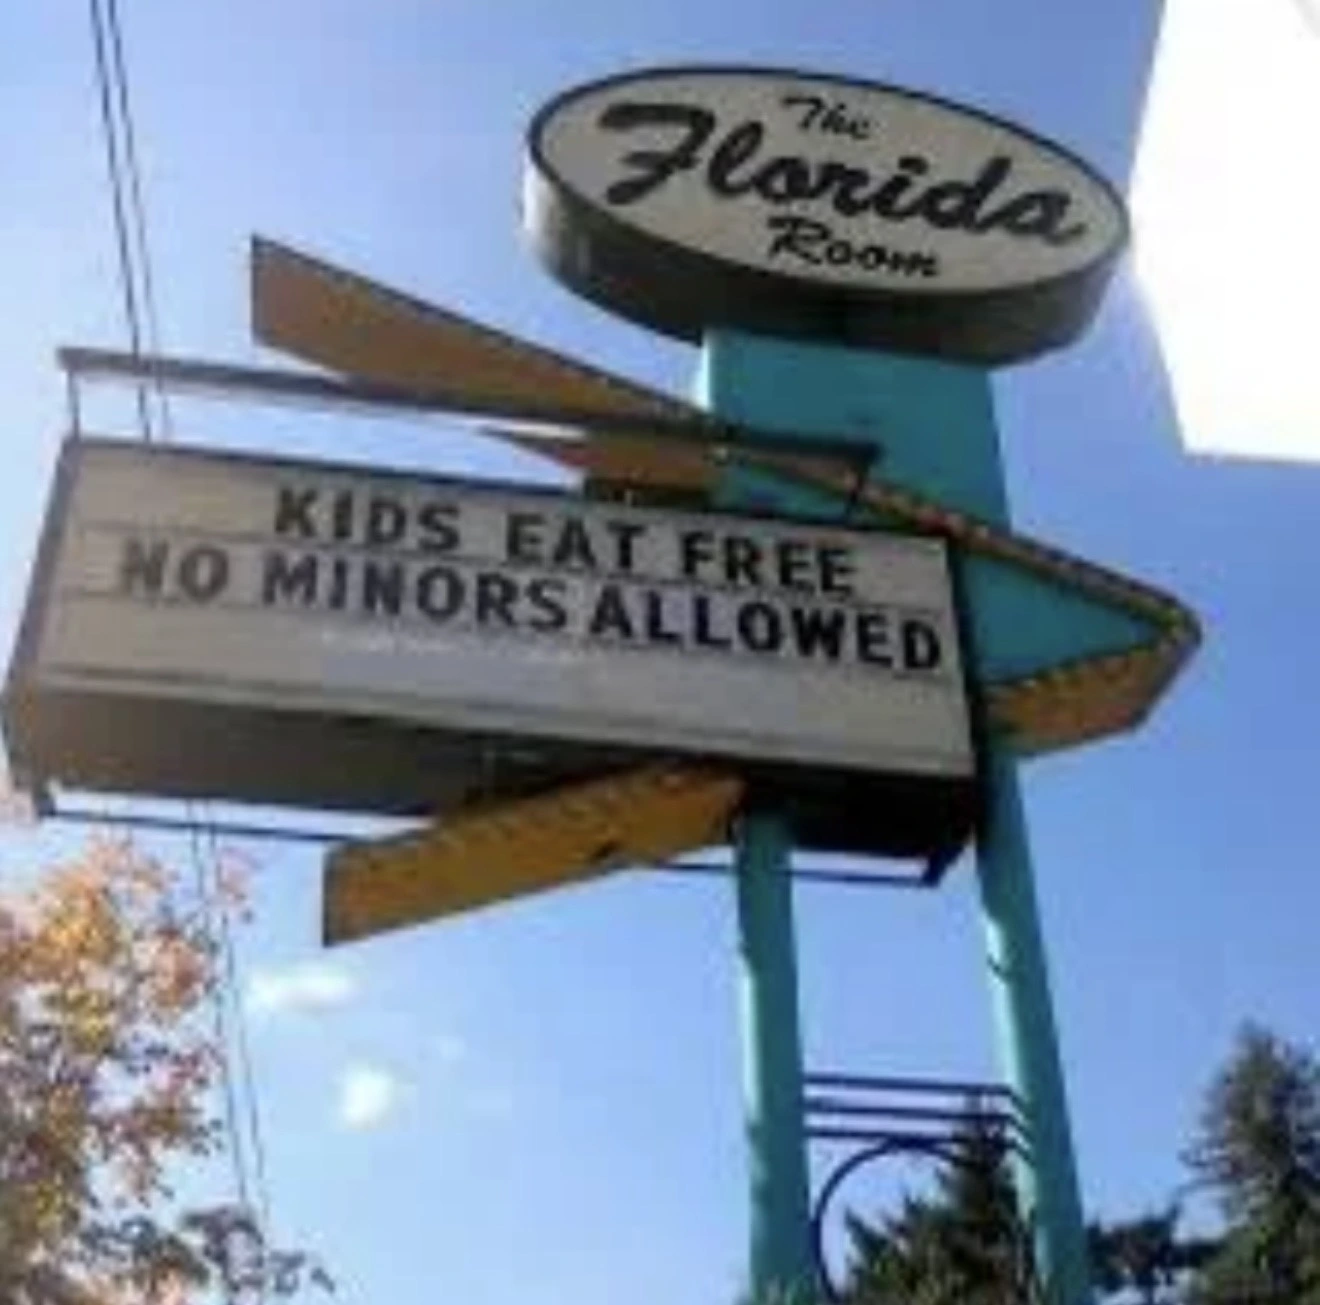 The
Florida
Room
KIDS EAT FREE
NO MINORS ALLOWED